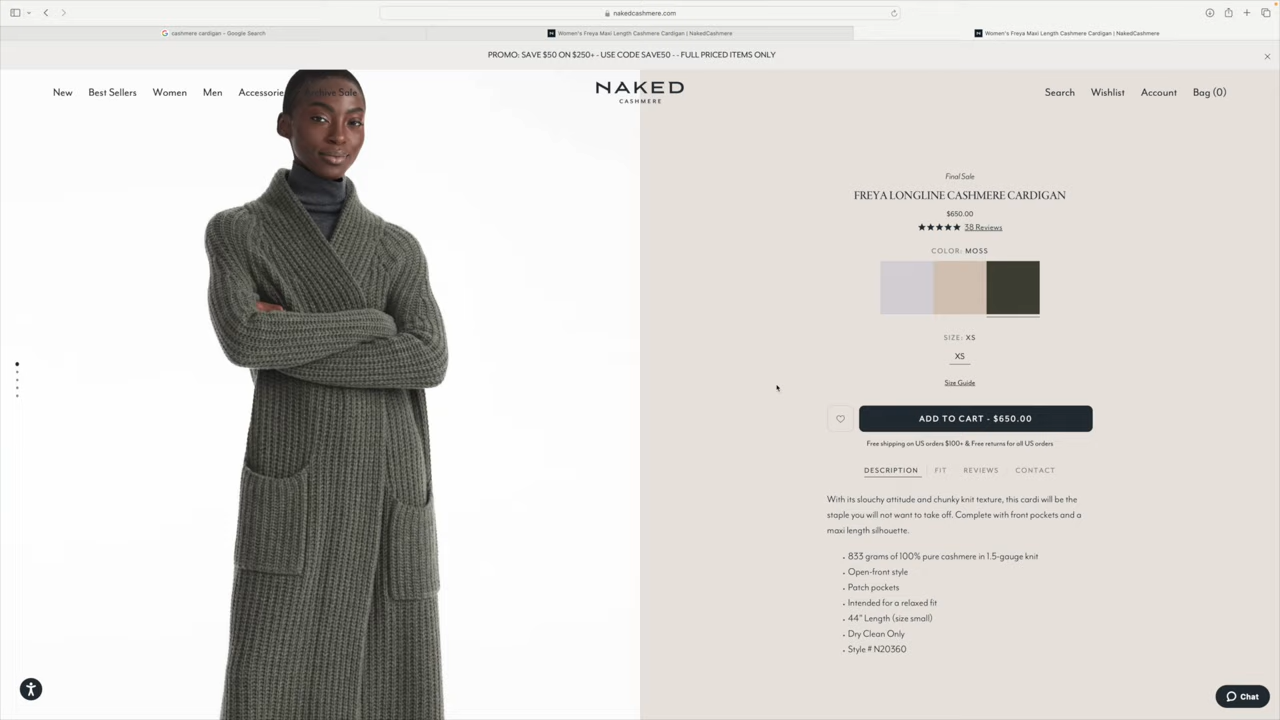 nakedcashmere.com
cashmere cardigan - Google Search
Women's Freya Maxi Length Cashmere Cardigan | NakedCashmere
Women's Freya Maxi Length Cashmere Cardigan | NakedCashmere
PROMO: SAVE $50 ON $250+ - USE CODE SAVE50 - - FULL PRICED ITEMS ONLY
New Best Sellers Women Men Accessories Archive Sale
NAKED
CASHMERE
Search Wishlist Account Bag (0)
Final Sale
FREYA LONGLINE CASHMERE CARDIGAN
$650.00
38 Reviews
COLOR: MOSS
SIZE: XS
XS
Size Guide
ADD TO CART - $650.00
Free shipping on US orders $100+ & Free returns for all US orders
DESCRIPTION FIT REVIEWS CONTACT
With its slouchy attitude and chunky knit texture, this cardi will be the
staple you will not want to take off. Complete with front pockets and a
maxi length silhouette.
• 833 grams of 100% pure cashmere in 1.5-gauge knit
• Open-front style
• Patch pockets
• Intended for a relaxed fit
• 44" Length (size small)
• Dry Clean Only
• Style # N20360
Chat